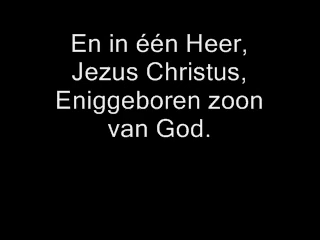 En in één Heer,
Jezus Christus,
Eniggeboren zoon
van God.